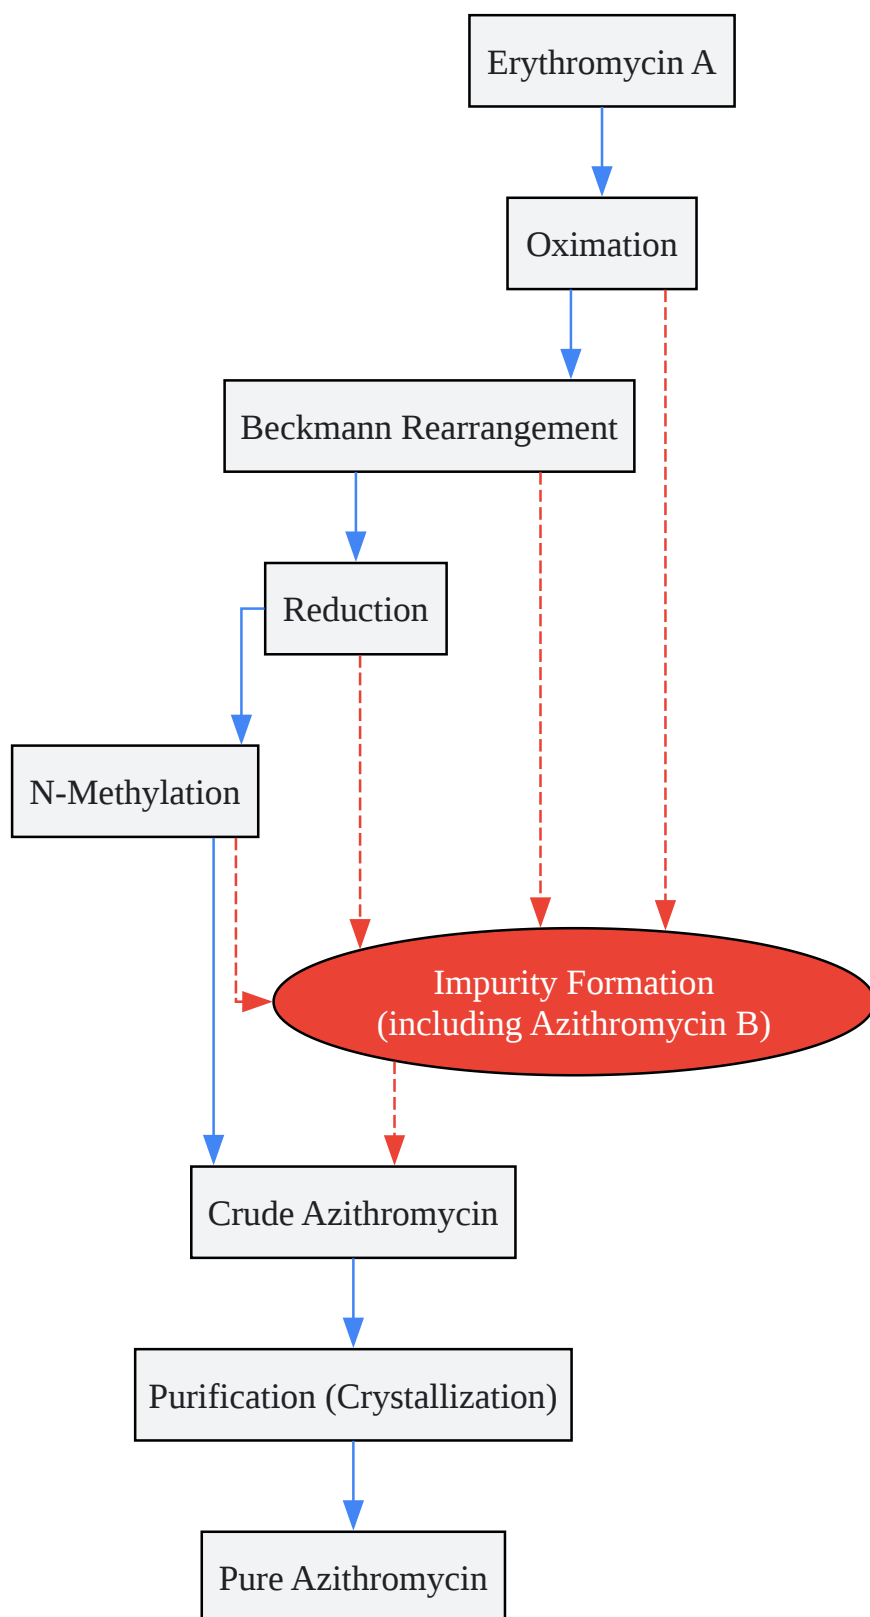 Erythromycin A
Oximation
Beckmann Rearrangement
Reduction
N-Methylation
Impurity Formation
(including Azithromycin B)
Crude Azithromycin
Purification (Crystallization)
Pure Azithromycin